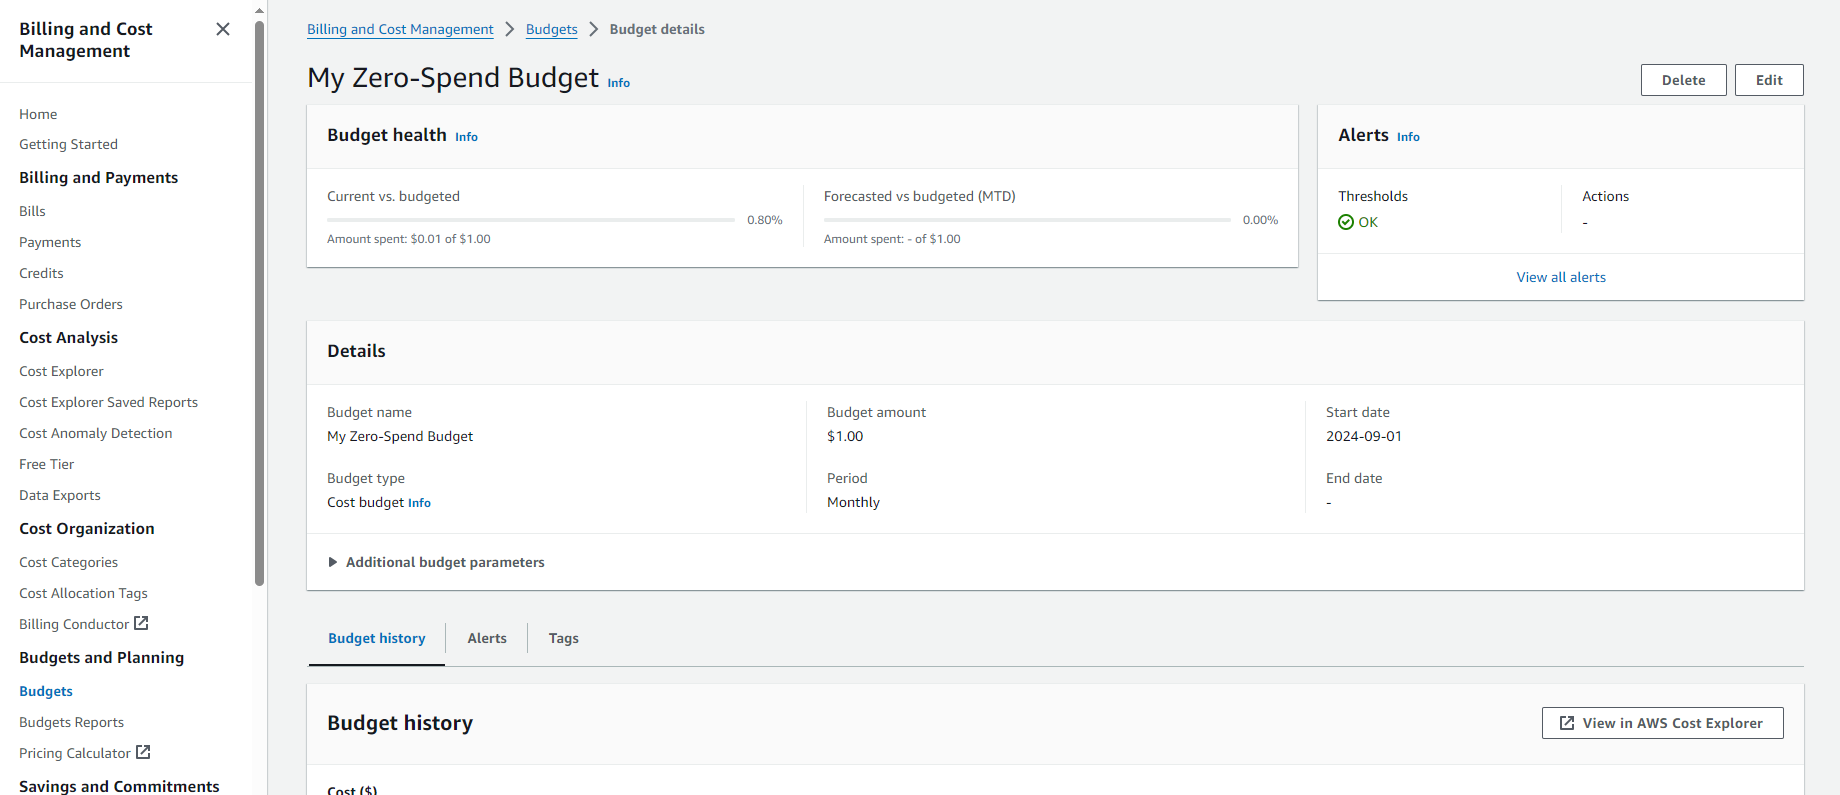 Billing and Cost
Management
Home
Getting Started
Billing and Payments
Bills
Payments
Credits
Purchase Orders
Cost Analysis
Cost Explorer
Cost Explorer Saved Reports
Cost Anomaly Detection
Free Tier
Data Exports
Cost Organization
Cost Categories
Cost Allocation Tags
Billing Conductor
Budgets and Planning
Budgets
Budgets Reports
Pricing Calculator
Savings and Commitments
Billing and Cost Management > Budgets > Budget details
My Zero-Spend Budget Info
Delete
Edit
Budget health Info
Current vs. budgeted
0.80%
Amount spent: $0.01 of $1.00
Forecasted vs budgeted (MTD)
0.00%
Amount spent: - of $1.00
Alerts Info
Thresholds
OK
Actions
-
View all alerts
Details
Budget name
My Zero-Spend Budget
Budget type
Cost budget Info
Budget amount
$1.00
Period
Monthly
Start date
2024-09-01
End date
-
Additional budget parameters
Budget history
Alerts
Tags
Budget history
View in AWS Cost Explorer
Cost ($)